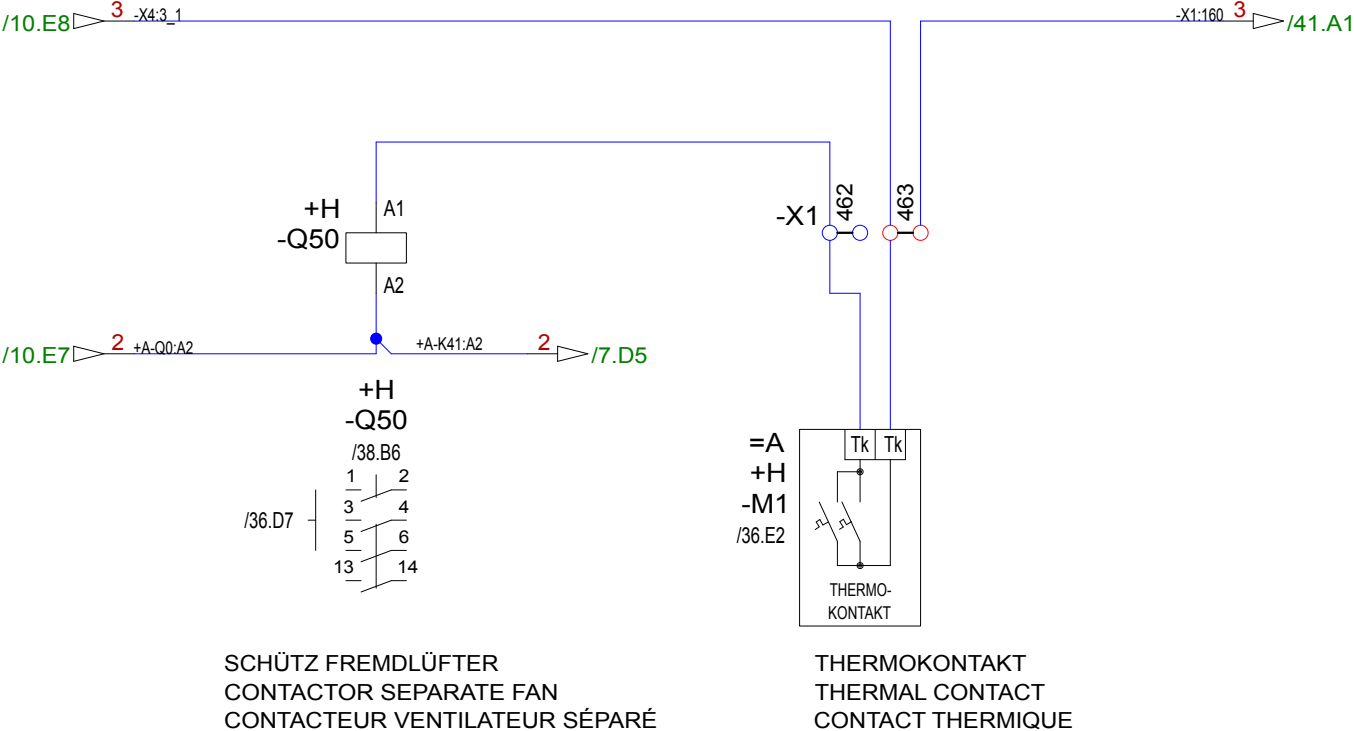 /10.E8 3 -X4:3_1 -X1:160 3 /41.A1
+H A1
-Q50
A2
-X1 462 463
/10.E7 2 +A-Q0:A2 +A-K41:A2 2 /7.D5
+H
-Q50
/38.B6
1 2
3 4
/36.D7
5 6
13 14
=A Tk Tk
+H
-M1
/36.E2
THERMO-
KONTAKT
SCHÜTZ FREMDLÜFTER
CONTACTOR SEPARATE FAN
CONTACTEUR VENTILATEUR SÉPARÉ
THERMOKONTAKT
THERMAL CONTACT
CONTACT THERMIQUE